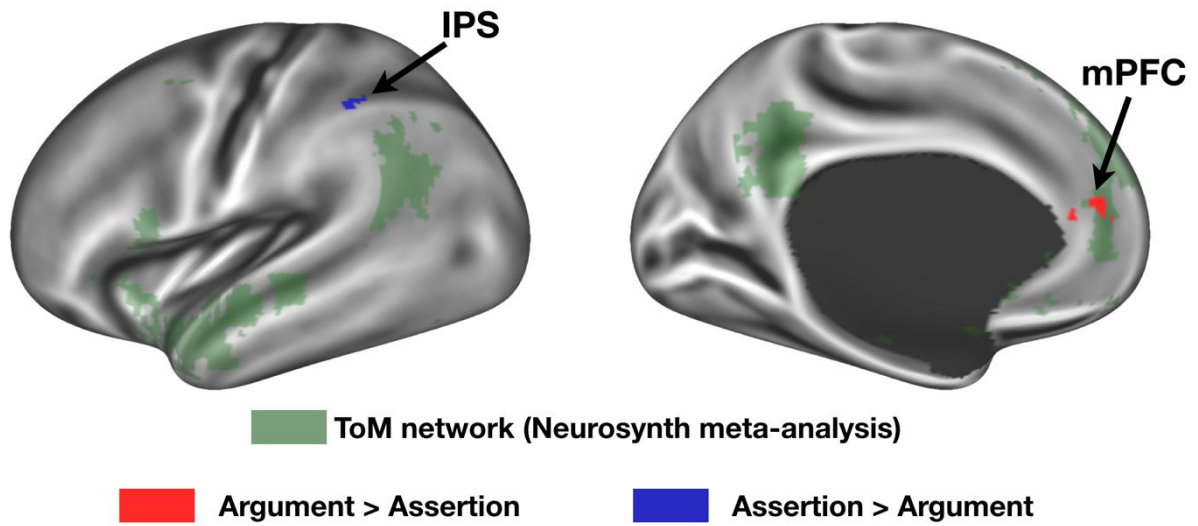 IPS
mPFC
ToM network (Neurosynth meta-analysis)
Argument > Assertion
Assertion > Argument